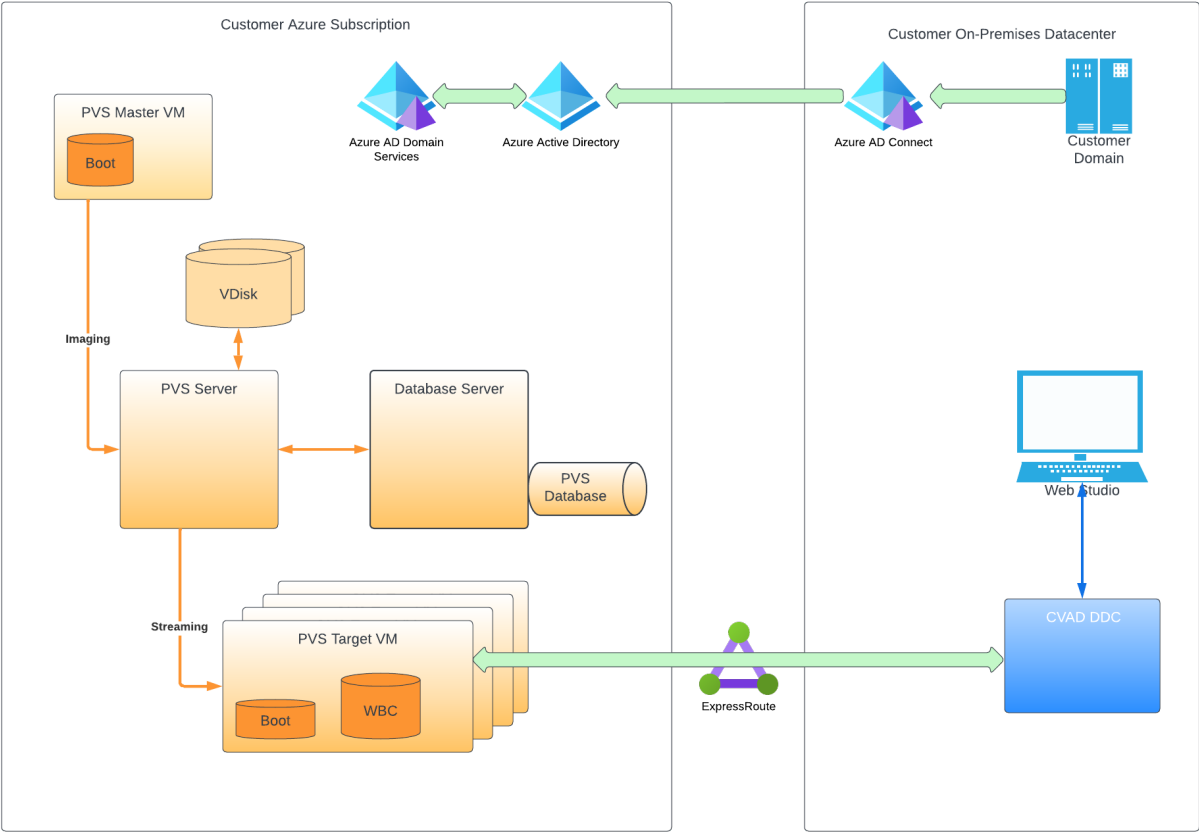 Customer Azure Subscription
Customer On-Premises Datacenter
PVS Master VM
Boot
Azure AD Domain
Services
Azure Active Directory
Azure AD Connect
Customer
Domain
VDisk
Imaging
PVS Server
Database Server
PVS
Database
Web Studio
Streaming
PVS Target VM
Boot
WBC
ExpressRoute
CVAD DDC